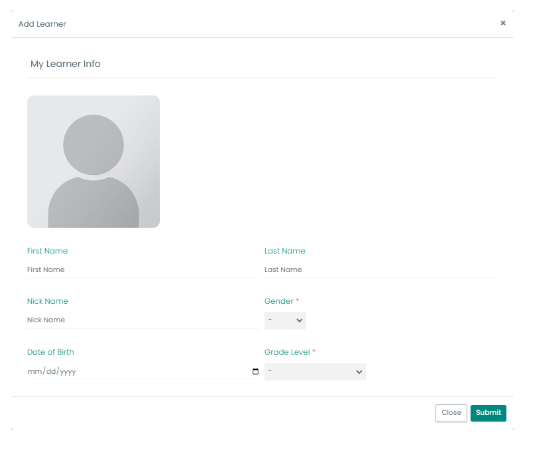 Add Learner ×
My Learner Info
First Name Last Name
First Name Last Name
Nick Name Gender *
Nick Name -
Date of Birth Grade Level *
mm/dd/yyyy -
Close Submit